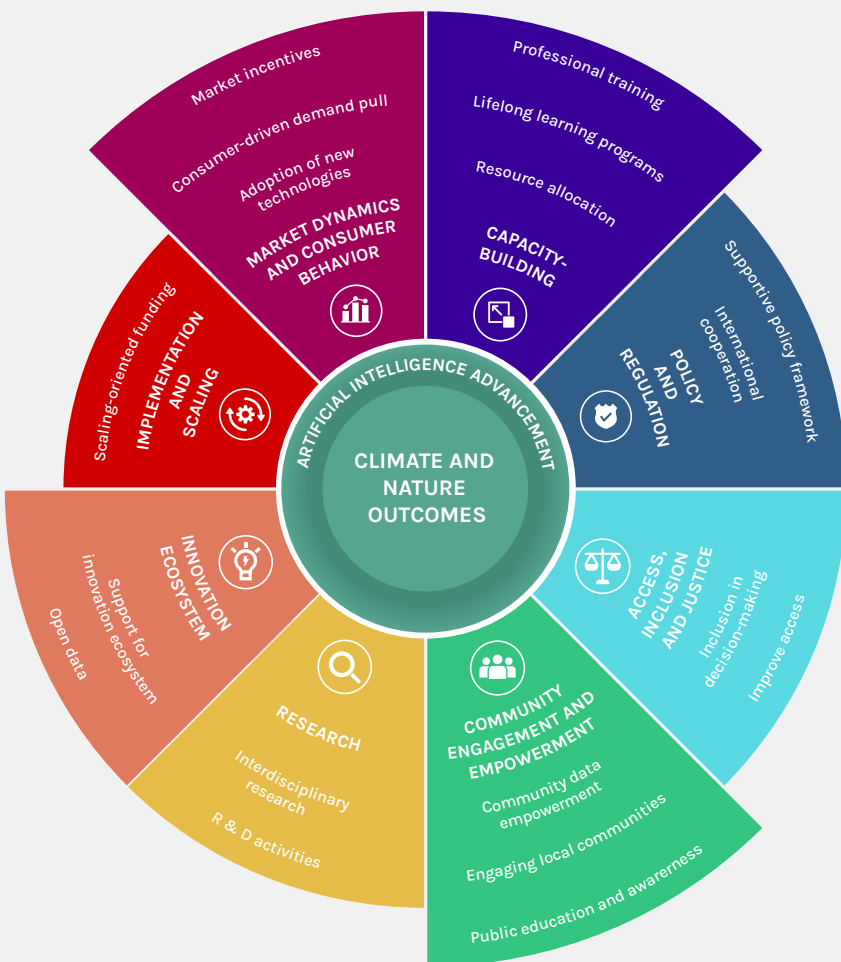 ARTIFICIAL INTELLIGENCE ADVANCEMENT
CLIMATE AND
NATURE
OUTCOMES
Professional training
Lifelong learning programs
Resource allocation
CAPACITY-
BUILDING
Supportive policy framework
International
cooperation
POLICY
AND
REGULATION
ACCESS,
INCLUSION
AND JUSTICE
Inclusion in
decision-making
Improve access
COMMUNITY
ENGAGEMENT AND
EMPOWERMENT
Community data
empowerment
Engaging local communities
Public education and awareness
RESEARCH
Interdisciplinary
research
R & D activities
INNOVATION
ECOSYSTEM
Support for
innovation ecosystem
Open data
Scaling-oriented funding
IMPLEMENTATION
AND
SCALING
Market incentives
Consumer-driven demand pull
Adoption of new
technologies
MARKET DYNAMICS
AND CONSUMER
BEHAVIOR